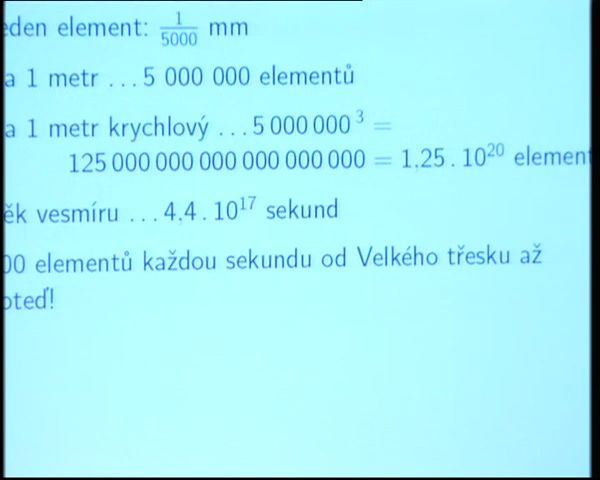 eden element: 1/5000 mm
a 1 metr ...5 000 000 elementů
a 1 metr krychlový ...5 000 000³ =
125 000 000 000 000 000 000 = 1.25 . 10²⁰ element
ěk vesmíru ...4.4 . 10¹⁷ sekund
00 elementů každou sekundu od Velkého třesku až
oteď!